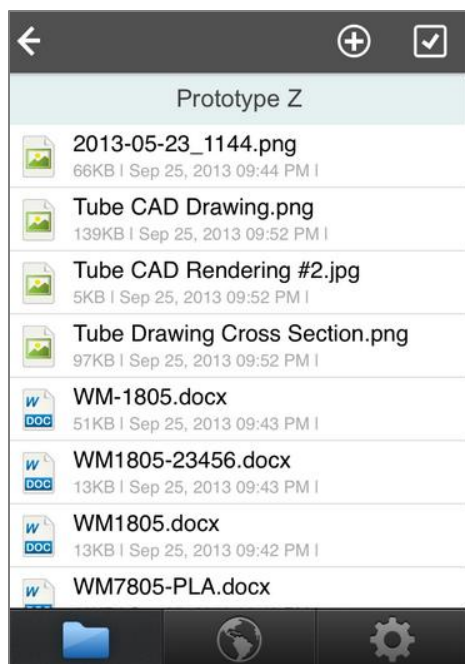 Prototype Z
2013-05-23_1144.png
66KB | Sep 25, 2013 09:44 PM |
Tube CAD Drawing.png
139KB | Sep 25, 2013 09:52 PM |
Tube CAD Rendering #2.jpg
5KB | Sep 25, 2013 09:52 PM |
Tube Drawing Cross Section.png
97KB | Sep 25, 2013 09:52 PM |
WM-1805.docx
W
DOC
51KB | Sep 25, 2013 09:43 PM |
WM1805-23456.docx
W
DOC
13KB | Sep 25, 2013 09:43 PM |
WM1805.docx
W
DOC
13KB | Sep 25, 2013 09:42 PM |
WM7805-PLA.docx
W